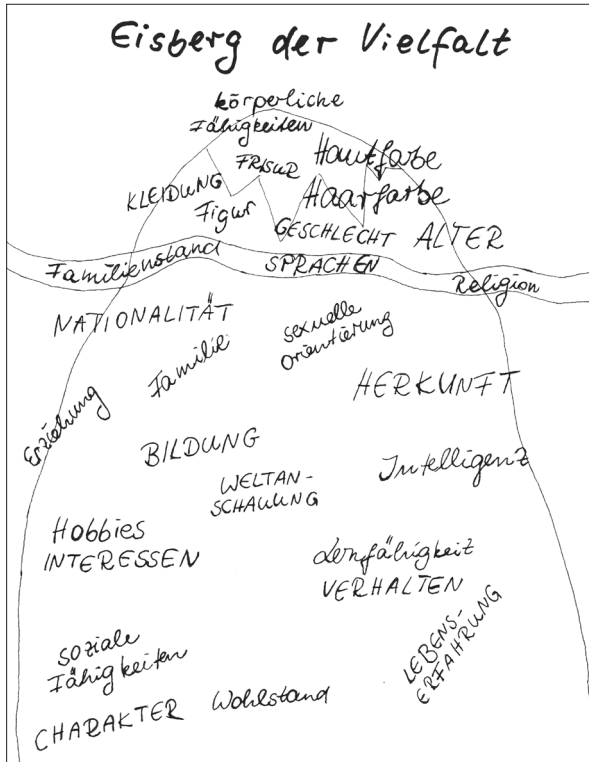 Eisberg der Vielfalt
körperliche
Fähigkeiten
Hautfarbe
FRISUR
KLEIDUNG
Haarfarbe
Figur
GESCHLECHT
ALTER
Familienstand
SPRACHEN
Religion
NATIONALITÄT
sexuelle
Orientierung
Familie
HERKUNFT
Erziehung
BILDUNG
Intelligenz
WELTAN-
SCHAUUNG
Hobbies
INTERESSEN
Lernfähigkeit
VERHALTEN
LEBENS-
ERFAHRUNG
soziale
Fähigkeiten
CHARAKTER
Wohlstand